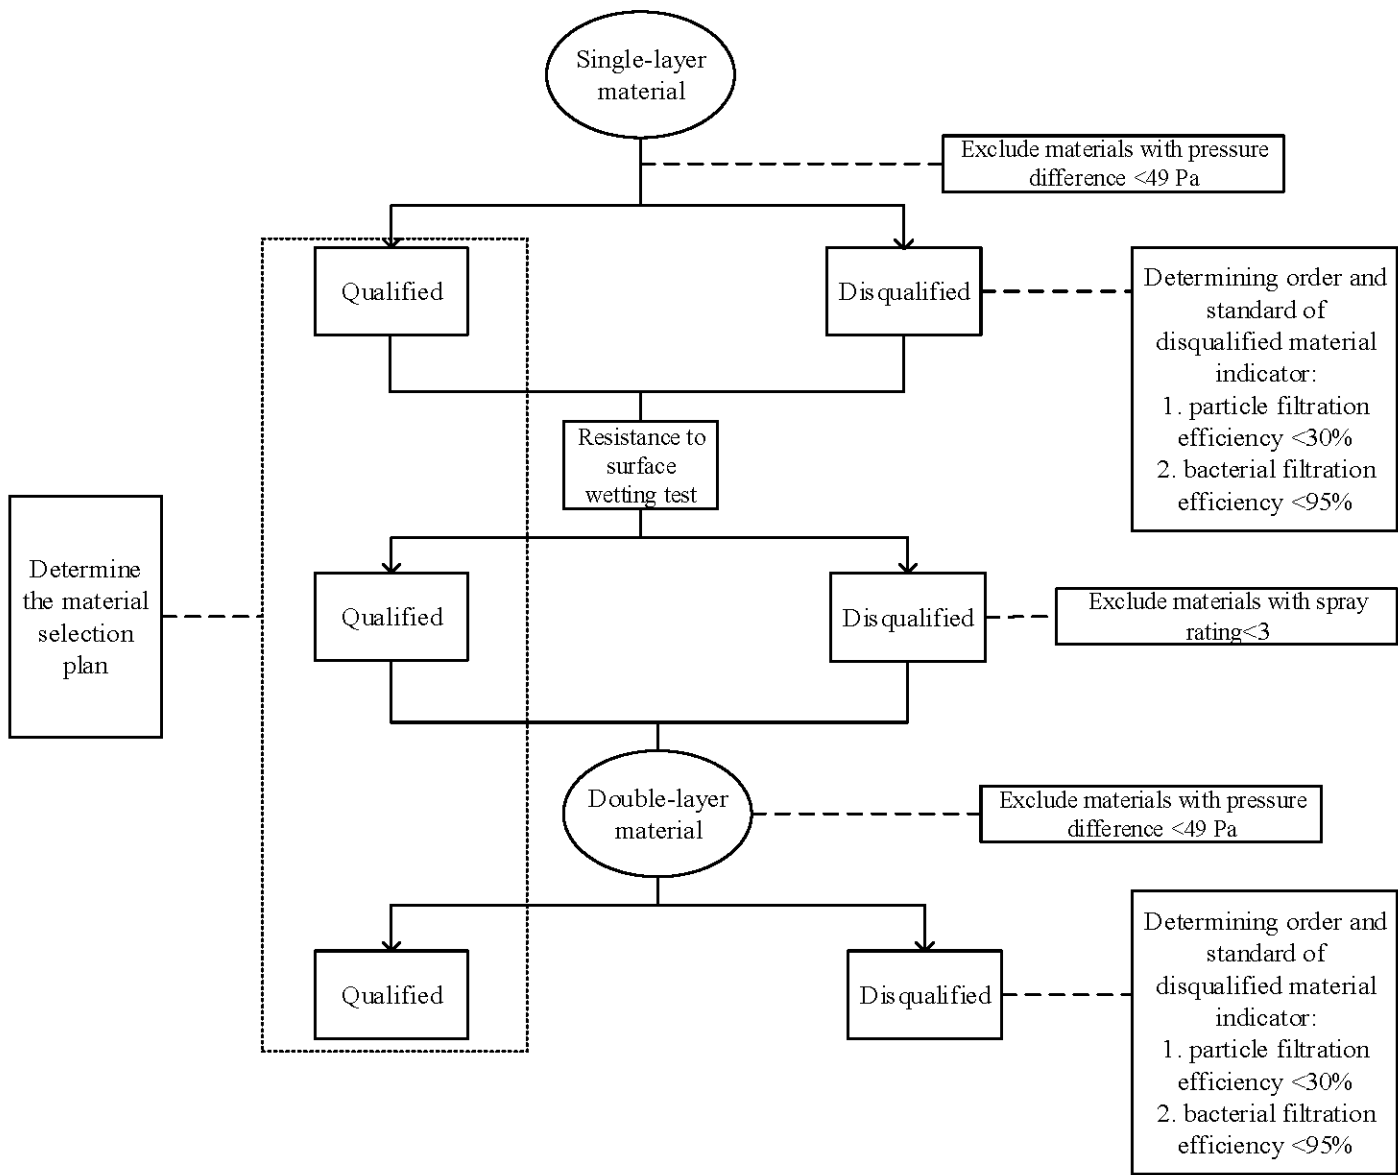 Single-layer
material
Exclude materials with pressure
difference <49 Pa
Qualified
Disqualified
Determining order and
standard of
disqualified material
indicator:
1. particle filtration
efficiency <30%
2. bacterial filtration
efficiency <95%
Resistance to
surface
wetting test
Determine
the material
selection
plan
Qualified
Disqualified
Exclude materials with spray
rating<3
Double-layer
material
Exclude materials with pressure
difference <49 Pa
Qualified
Disqualified
Determining order and
standard of
disqualified material
indicator:
1. particle filtration
efficiency <30%
2. bacterial filtration
efficiency <95%